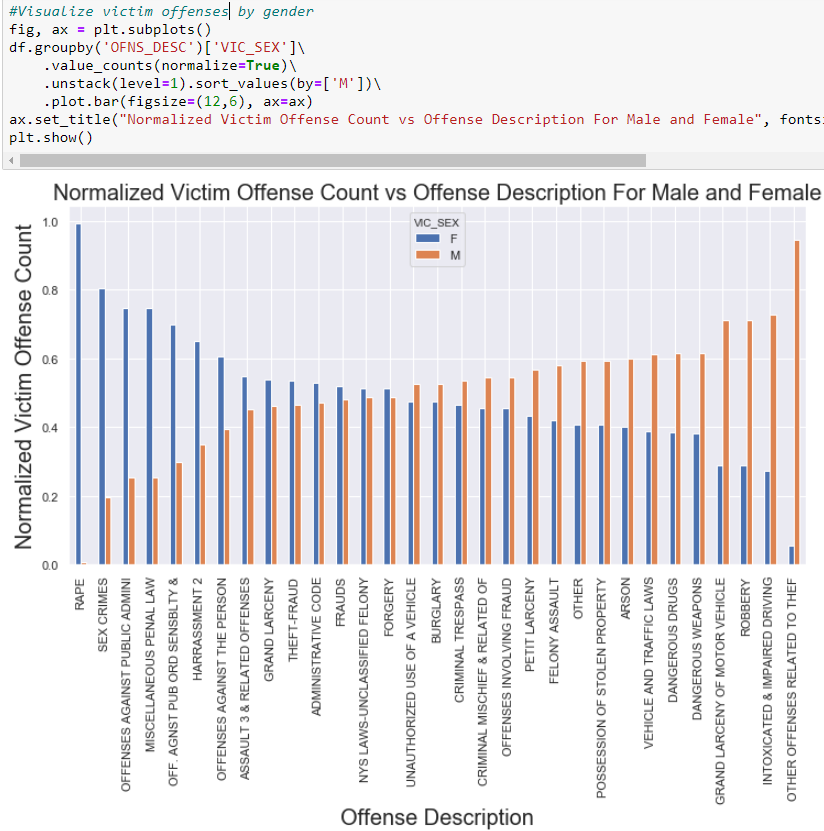 #Visualize victim offenses by gender
fig, ax = plt.subplots()
df.groupby('OFNS_DESC')['VIC_SEX']\
    .value_counts(normalize=True)\
    .unstack(level=1).sort_values(by=['M'])\
    .plot.bar(figsize=(12,6), ax=ax)
ax.set_title("Normalized Victim Offense Count vs Offense Description For Male and Female", fonts
plt.show()
Normalized Victim Offense Count vs Offense Description For Male and Female
VIC_SEX
F
M
Normalized Victim Offense Count
1.0
0.8
0.6
0.4
0.2
0.0
RAPE
SEX CRIMES
OFFENSES AGAINST PUBLIC ADMINI
MISCELLANEOUS PENAL LAW
OFF. AGNST PUB ORD SENSBLTY &
HARRASSMENT 2
OFFENSES AGAINST THE PERSON
ASSAULT 3 & RELATED OFFENSES
GRAND LARCENY
THEFT-FRAUD
ADMINISTRATIVE CODE
FRAUDS
NYS LAWS-UNCLASSIFIED FELONY
FORGERY
UNAUTHORIZED USE OF A VEHICLE
BURGLARY
CRIMINAL TRESPASS
CRIMINAL MISCHIEF & RELATED OF
OFFENSES INVOLVING FRAUD
PETIT LARCENY
FELONY ASSAULT
OTHER
POSSESSION OF STOLEN PROPERTY
ARSON
VEHICLE AND TRAFFIC LAWS
DANGEROUS DRUGS
DANGEROUS WEAPONS
GRAND LARCENY OF MOTOR VEHICLE
ROBBERY
INTOXICATED & IMPAIRED DRIVING
OTHER OFFENSES RELATED TO THEF
Offense Description